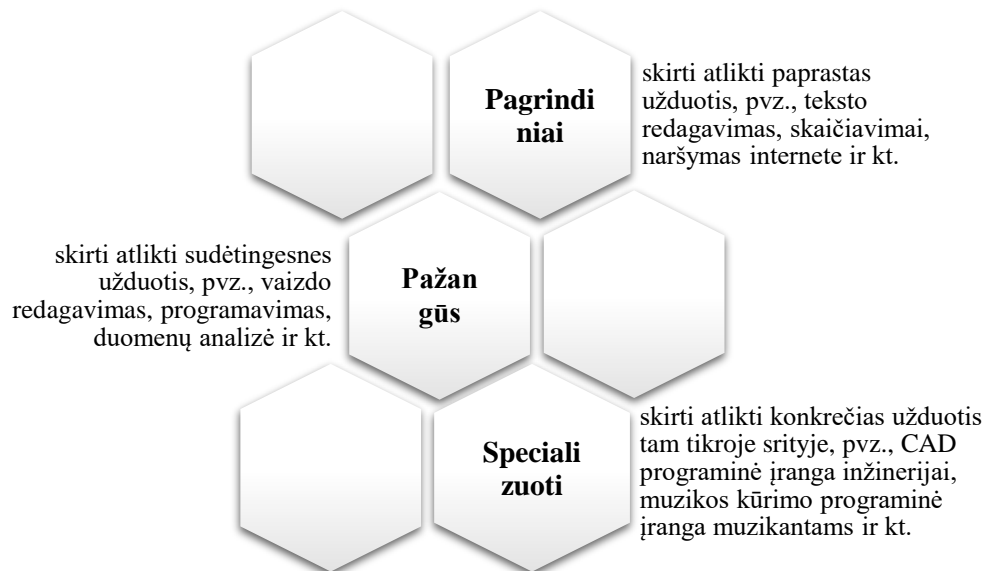 Pagrindi
niai
skirti atlikti paprastas
užduotis, pvz., teksto
redagavimas, skaičiavimai,
naršymas internete ir kt.
Pažan
gūs
skirti atlikti sudėtingesnes
užduotis, pvz., vaizdo
redagavimas, programavimas,
duomenų analizė ir kt.
Speciali
zuoti
skirti atlikti konkrečias užduotis
tam tikroje srityje, pvz., CAD
programinė įranga inžinerijai,
muzikos kūrimo programinė
įranga muzikantams ir kt.